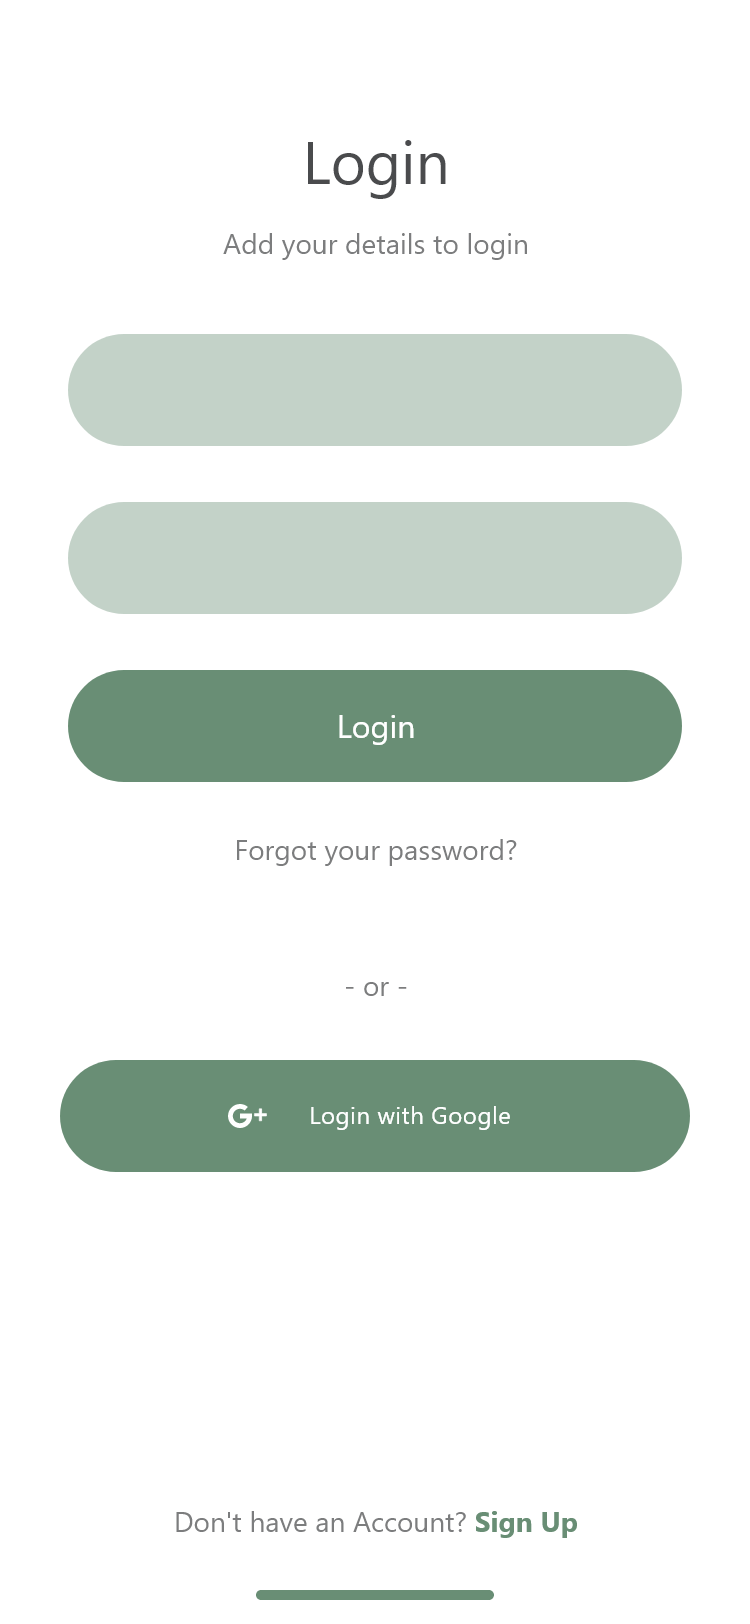 Login
Add your details to login
Login
Forgot your password?
- or -
G+ Login with Google
Don't have an Account? Sign Up